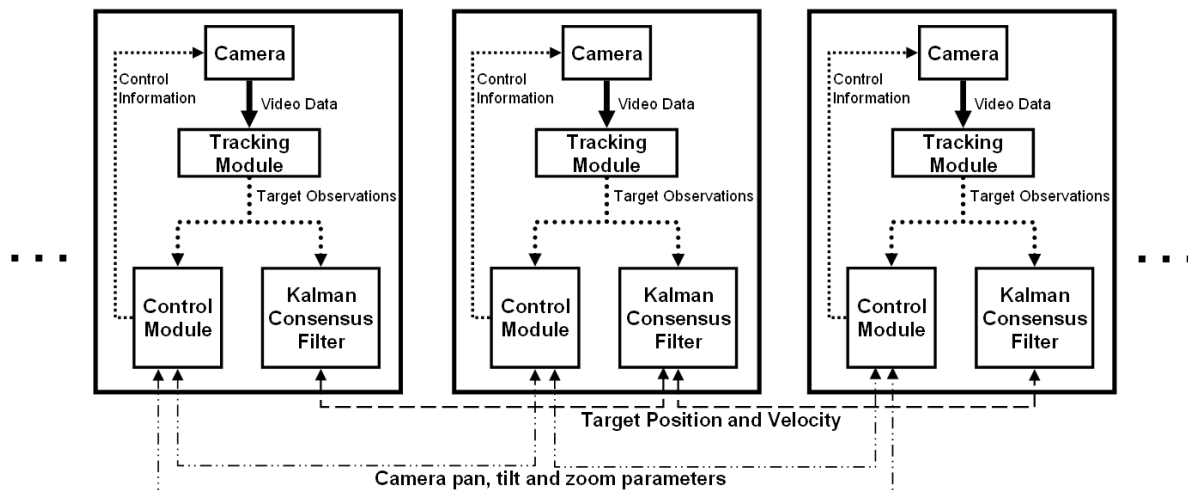 Camera
Control
Information
Video Data
Tracking
Module
Target Observations
Control
Module
Kalman
Consensus
Filter
Camera
Control
Information
Video Data
Tracking
Module
Target Observations
Control
Module
Kalman
Consensus
Filter
Camera
Control
Information
Video Data
Tracking
Module
Target Observations
Control
Module
Kalman
Consensus
Filter
. . .
. . .
Target Position and Velocity
Camera pan, tilt and zoom parameters